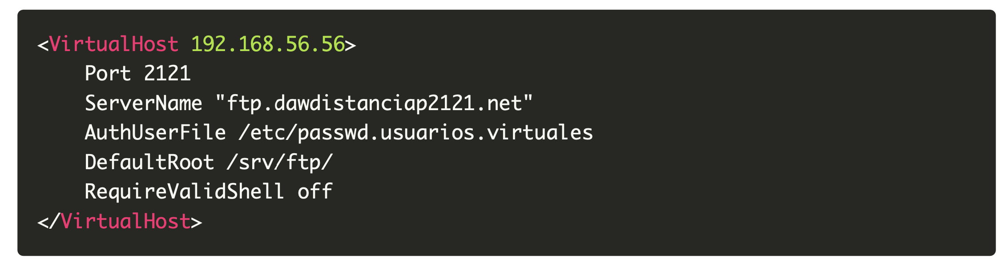 <VirtualHost 192.168.56.56>
    Port 2121
    ServerName "ftp.dawdistanciap2121.net"
    AuthUserFile /etc/passwd.usuarios.virtuales
    DefaultRoot /srv/ftp/
    RequireValidShell off
</VirtualHost>